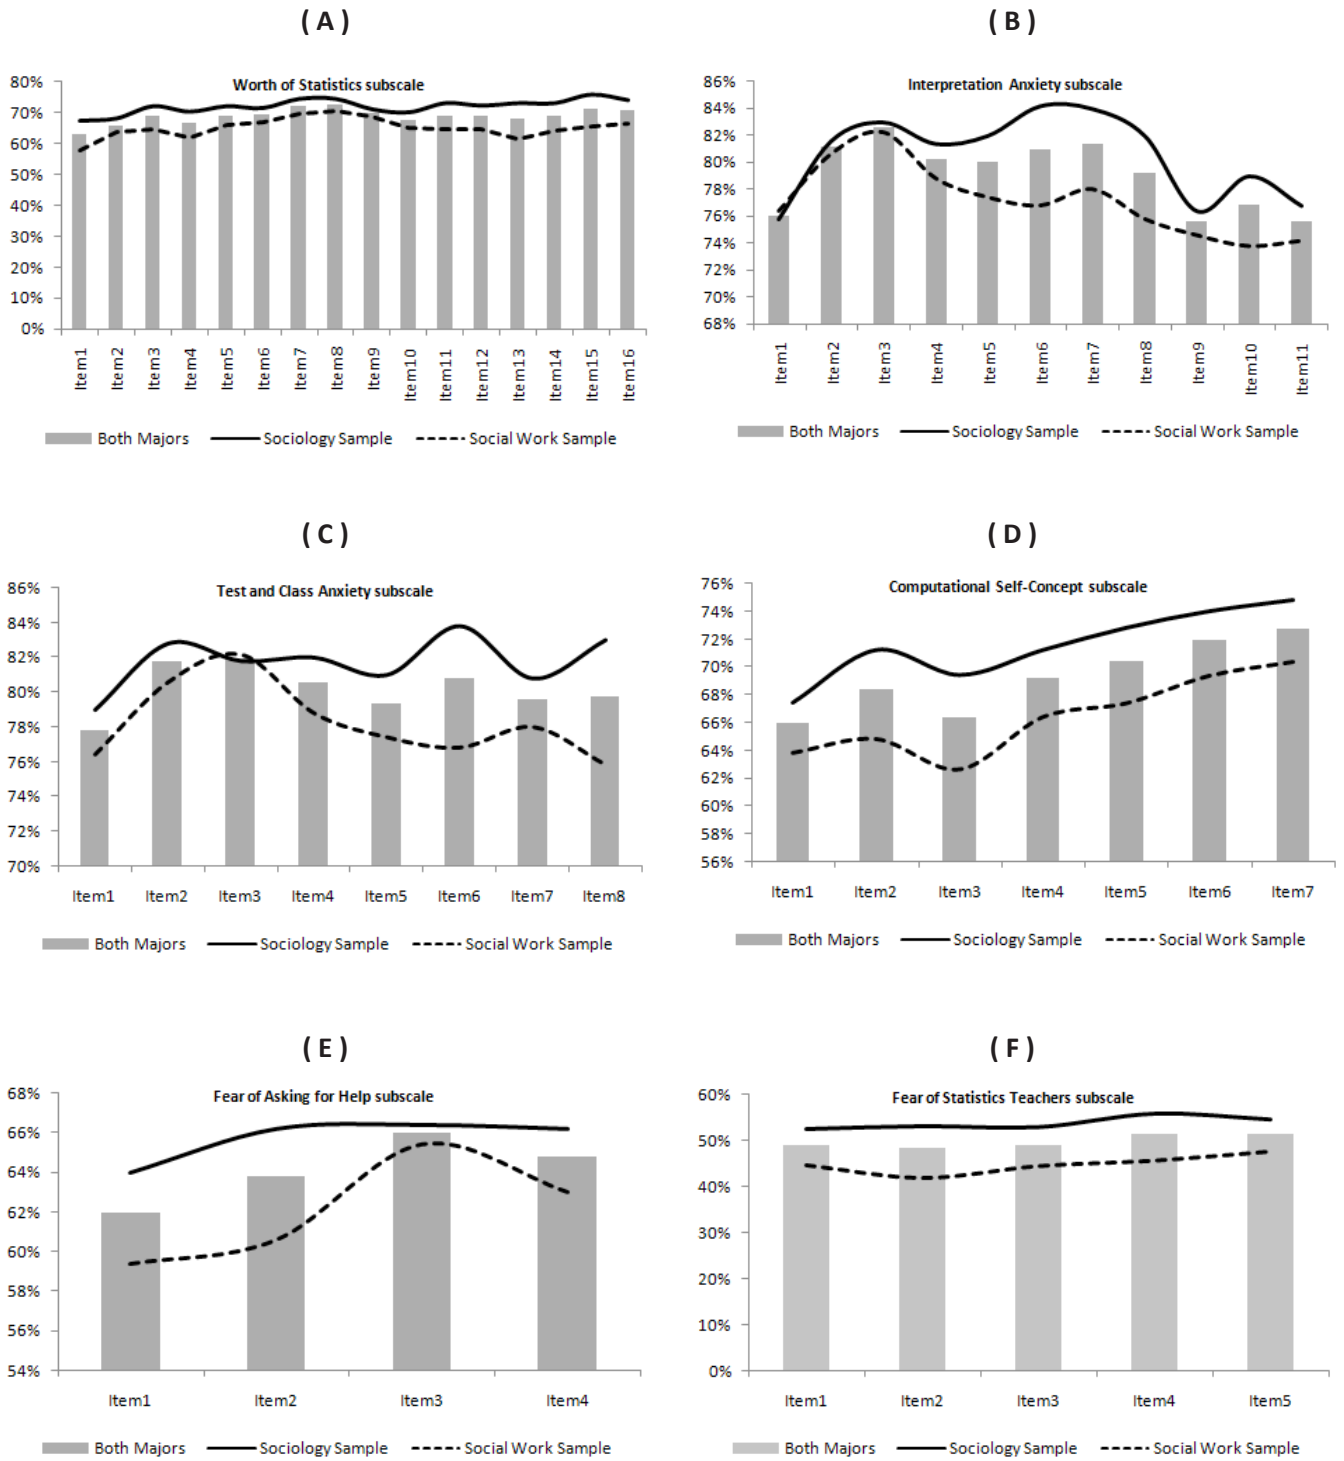 ( A )
Worth of Statistics subscale
80%
70%
60%
50%
40%
30%
20%
10%
0%
Item1 Item2 Item3 Item4 Item5 Item6 Item7 Item8 Item9 Item10 Item11 Item12 Item13 Item14 Item15 Item16
Both Majors Sociology Sample Social Work Sample
( B )
Interpretation Anxiety subscale
86%
84%
82%
80%
78%
76%
74%
72%
70%
68%
Item1 Item2 Item3 Item4 Item5 Item6 Item7 Item8 Item9 Item10 Item11
Both Majors Sociology Sample Social Work Sample
( C )
Test and Class Anxiety subscale
86%
84%
82%
80%
78%
76%
74%
72%
70%
Item1 Item2 Item3 Item4 Item5 Item6 Item7 Item8
Both Majors Sociology Sample Social Work Sample
( D )
Computational Self-Concept subscale
76%
74%
72%
70%
68%
66%
64%
62%
60%
58%
56%
Item1 Item2 Item3 Item4 Item5 Item6 Item7
Both Majors Sociology Sample Social Work Sample
( E )
Fear of Asking for Help subscale
68%
66%
64%
62%
60%
58%
56%
54%
Item1 Item2 Item3 Item4
Both Majors Sociology Sample Social Work Sample
( F )
Fear of Statistics Teachers subscale
60%
50%
40%
30%
20%
10%
0%
Item1 Item2 Item3 Item4 Item5
Both Majors Sociology Sample Social Work Sample